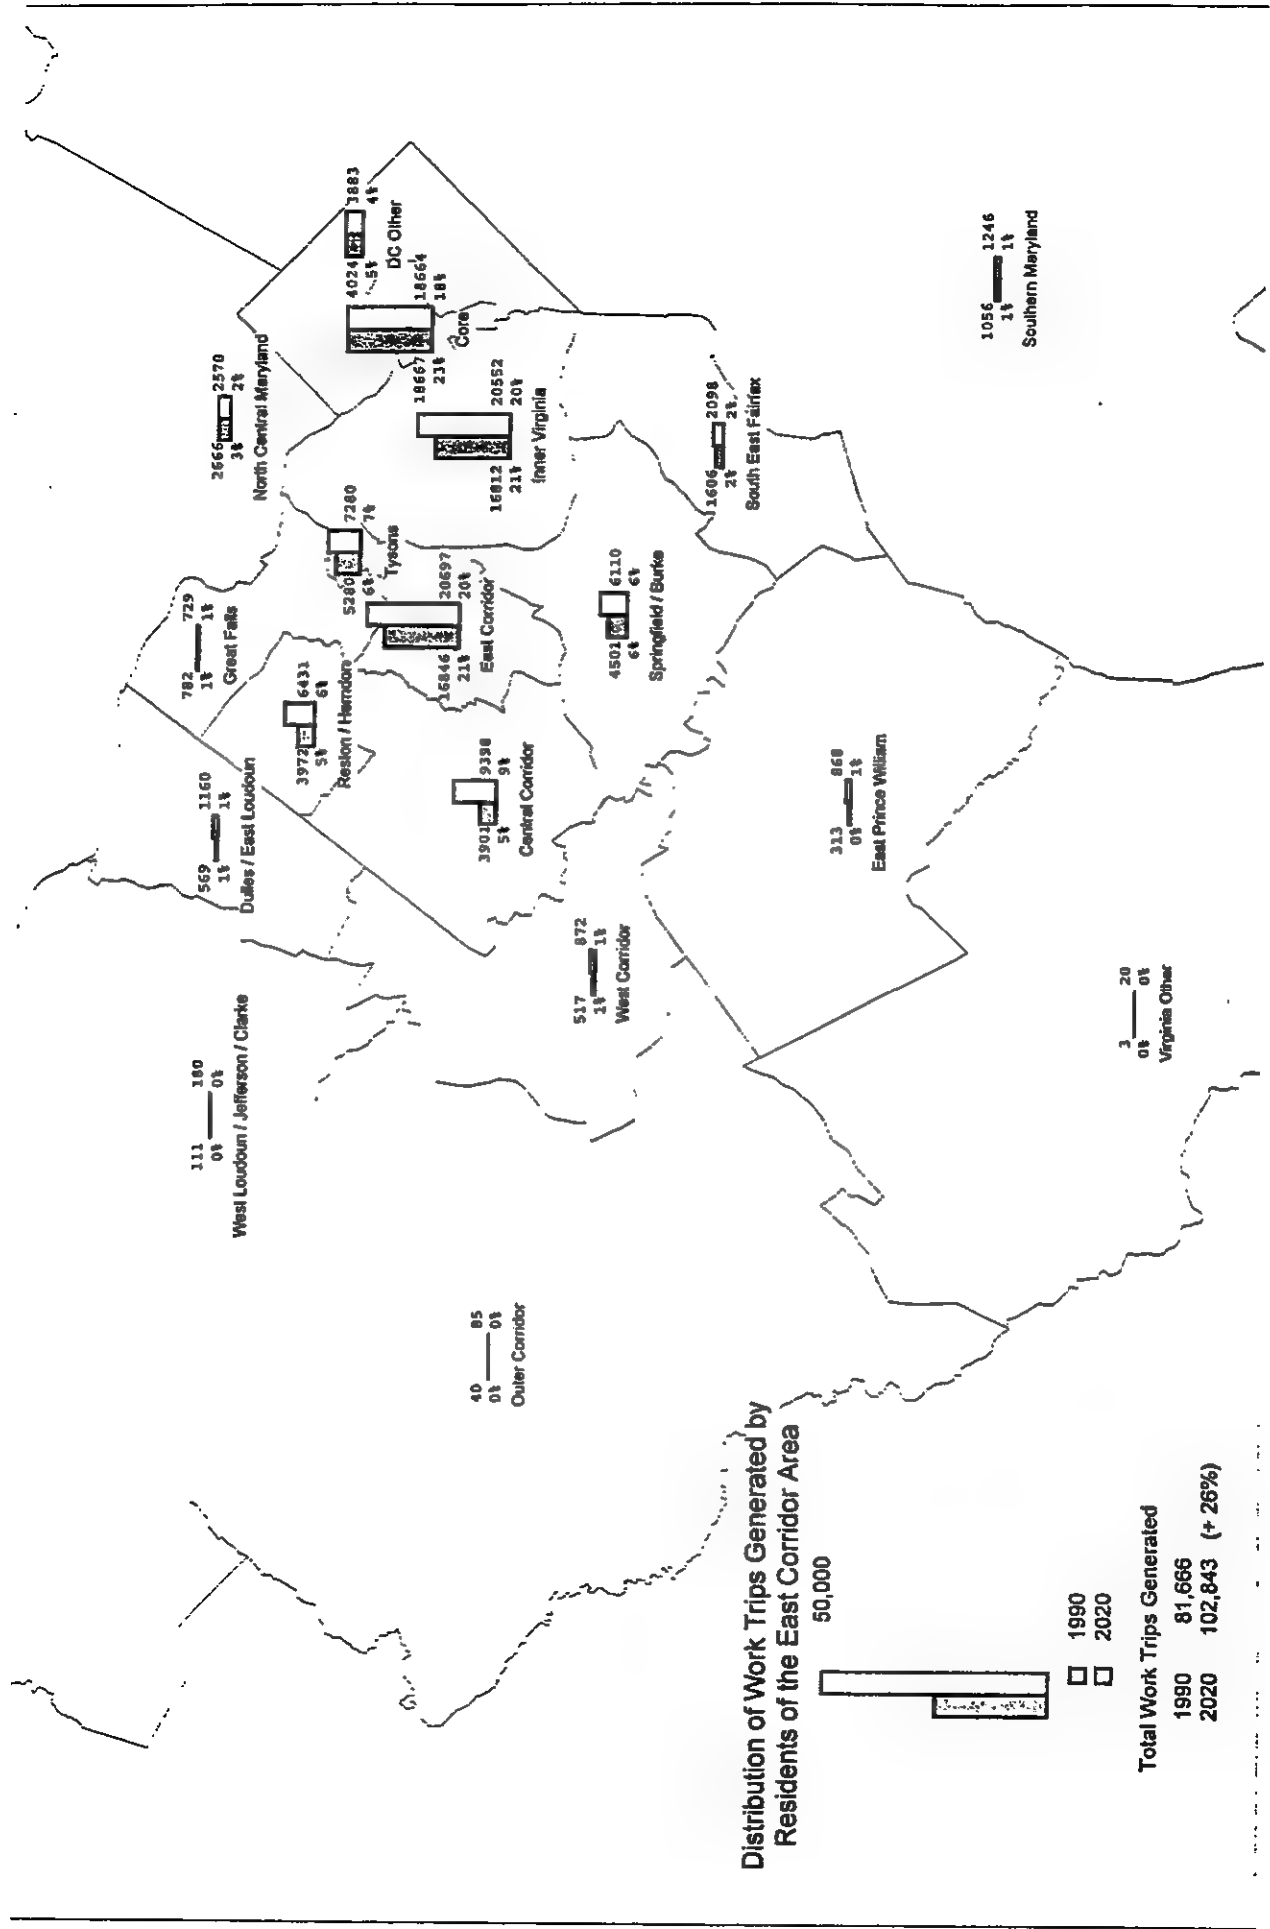 West Loudoun / Jefferson / Clarke
111 180
0% 0%
Dulles / East Loudoun
569 1160
1% 1%
Great Falls
782 729
1% 1%
North Central Maryland
2666 2570
3% 2%
Reston / Herndon
3972 6431
5% 6%
Tysons
5280 7280
6% 7%
DC Other
4024 3883
5% 4%
Core
18667 18664
23% 18%
Inner Virginia
16812 20552
21% 20%
East Corridor
16846 20697
21% 20%
Central Corridor
3901 9398
5% 9%
Outer Corridor
40 85
0% 0%
West Corridor
517 872
1% 1%
Springfield / Burke
4501 6110
6% 6%
South East Fairfax
1606 2098
2% 2%
East Prince William
313 868
0% 1%
Southern Maryland
1056 1246
1% 1%
Virginia Other
3 20
0% 0%
Distribution of Work Trips Generated by
Residents of the East Corridor Area
50,000
1990
2020
Total Work Trips Generated
1990 81,666
2020 102,843 (+ 26%)